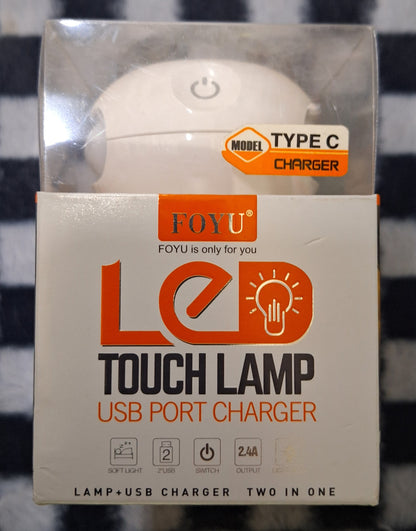 MODEL TYPE C
CHARGER
FOYU®
FOYU is only for you
LED
TOUCH LAMP
USB PORT CHARGER
2
2.4A
SOFT LIGHT 2*USB SWITCH OUTPUT
LAMP+USB CHARGER TWO IN ONE